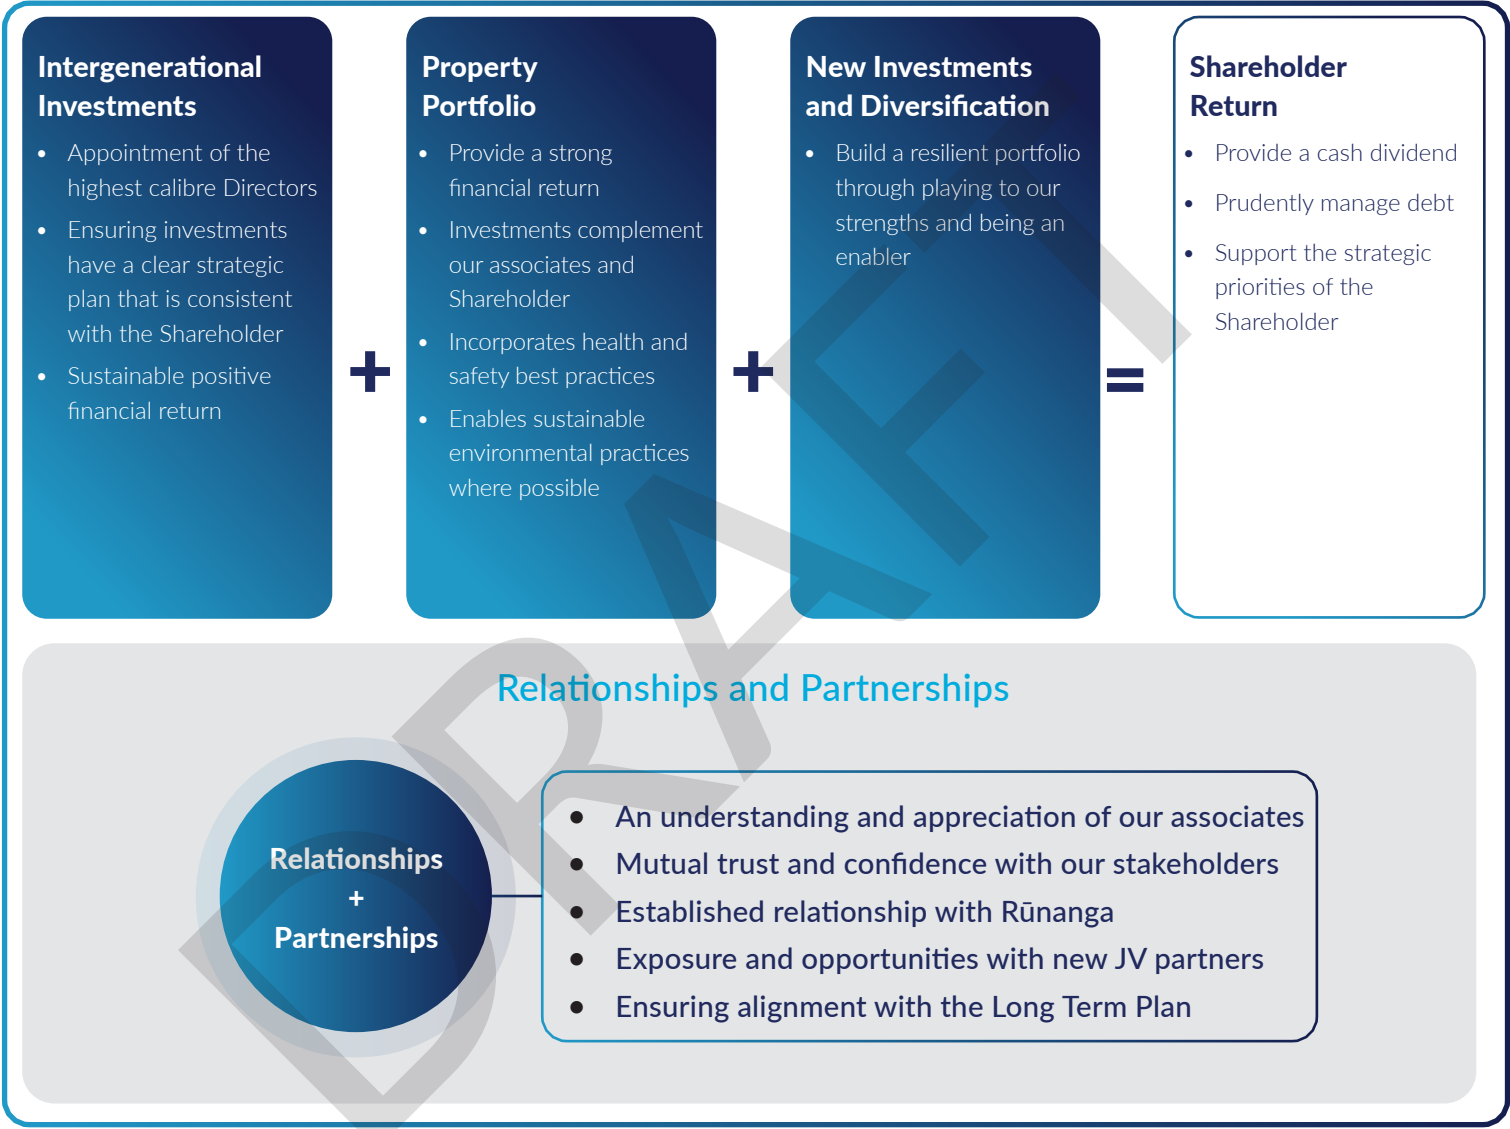 Intergenerational
Investments
• Appointment of the
highest calibre Directors
• Ensuring investments
have a clear strategic
plan that is consistent
with the Shareholder
• Sustainable positive
financial return
+
Property
Portfolio
• Provide a strong
financial return
• Investments complement
our associates and
Shareholder
• Incorporates health and
safety best practices
• Enables sustainable
environmental practices
where possible
+
New Investments
and Diversification
• Build a resilient portfolio
through playing to our
strengths and being an
enabler
=
Shareholder
Return
• Provide a cash dividend
• Prudently manage debt
• Support the strategic
priorities of the
Shareholder
Relationships and Partnerships
Relationships
+
Partnerships
• An understanding and appreciation of our associates
• Mutual trust and confidence with our stakeholders
• Established relationship with Rūnanga
• Exposure and opportunities with new JV partners
• Ensuring alignment with the Long Term Plan
DRAFT